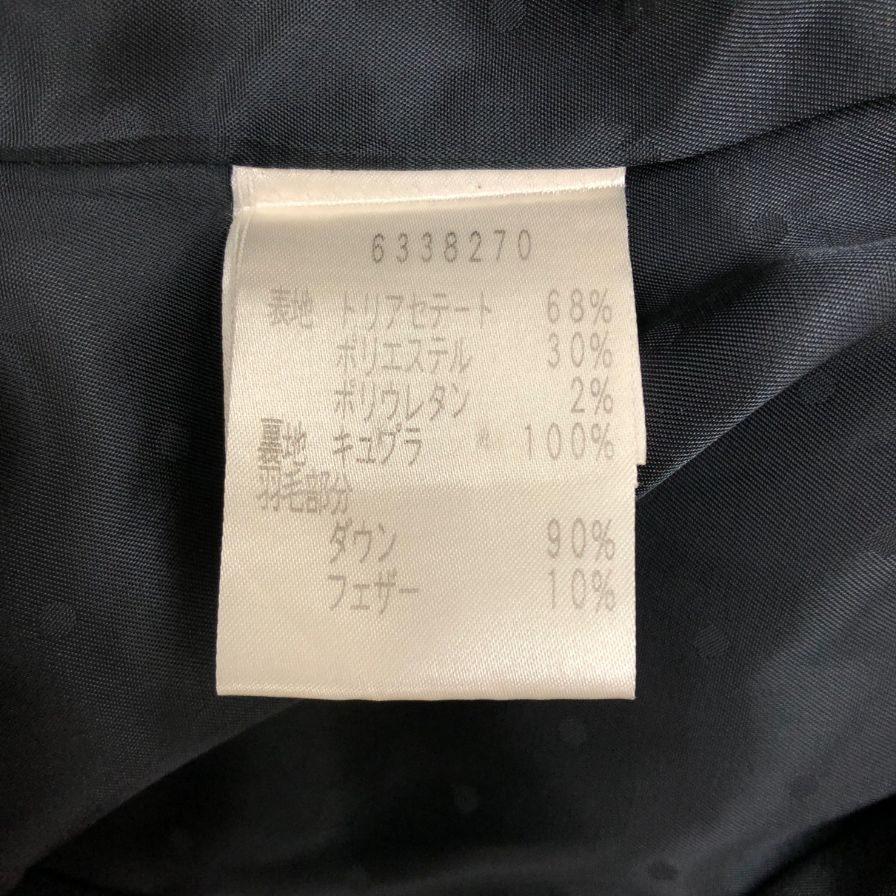 6338270
表地 トリアセテート 68%
ポリエステル 30%
ポリウレタン 2%
裏地 キュプラ 100%
羽毛部分
ダウン 90%
フェザー 10%